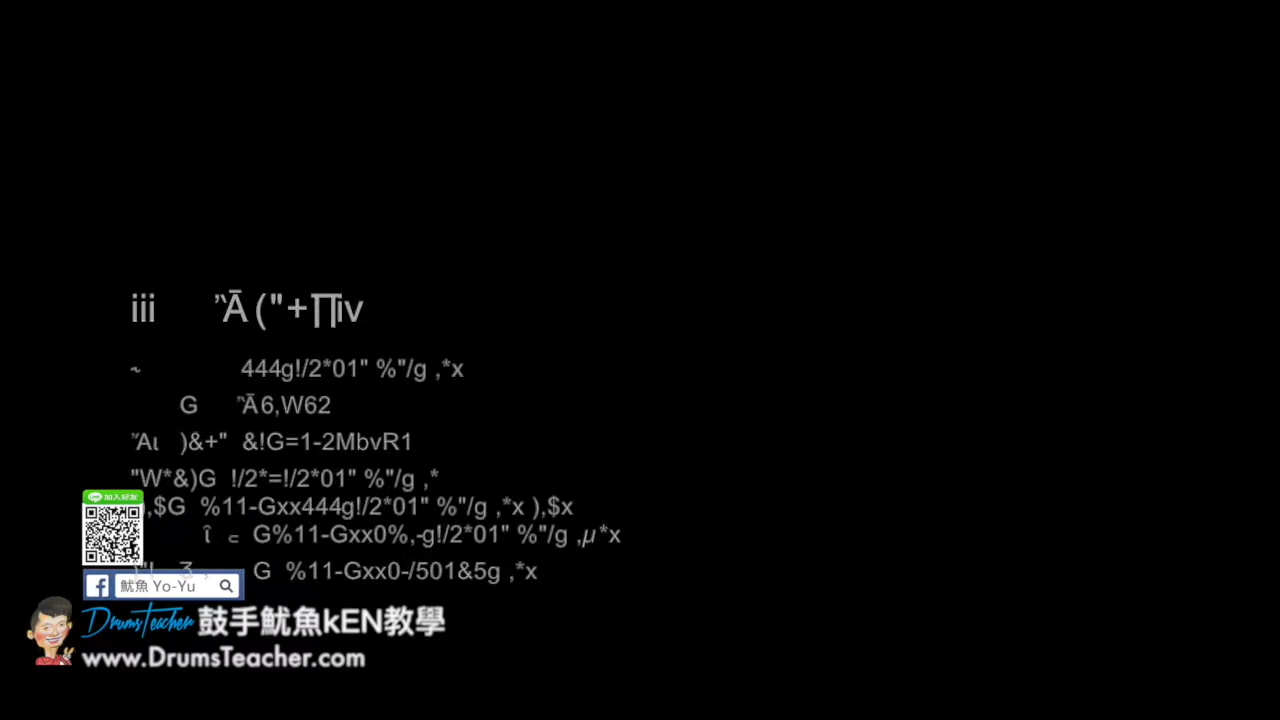 iii ῍Ā ("+∏iv
~ 444g!/2*01" %"/g ,*x
G ῍Ā6,W62
῎Αι )&+" &!G=1-2MbvR1
"W*&)G !/2*=!/2*01" %"/g ,*
),$G %11-Gxx444g!/2*01" %"/g ,*x ),$x
ῗ ⊂ G%11-Gxx0%,-g!/2*01" %"/g ,µ*x
G %11-Gxx0-/501&5g ,*x
LINE 加入好友
魷魚 Yo-Yu
DrumsTeacher 鼓手魷魚kEN教學
www.DrumsTeacher.com